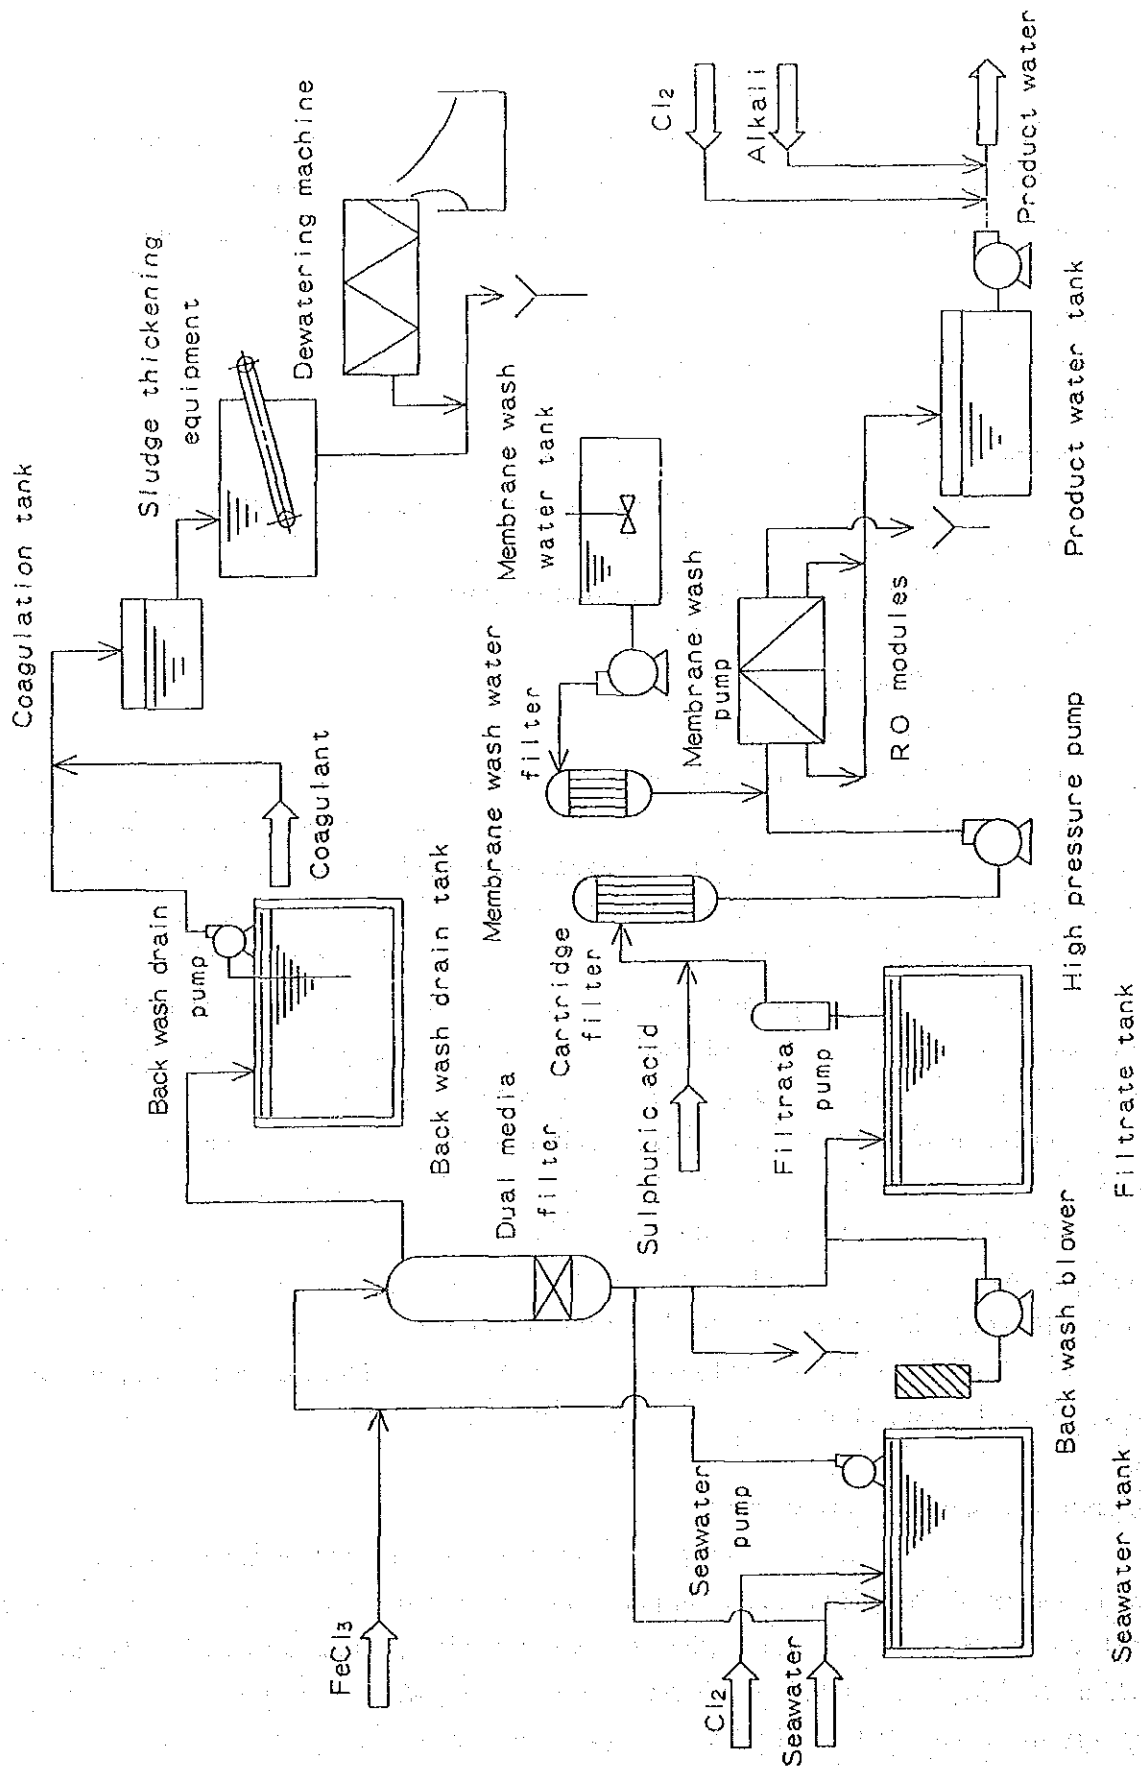 Coagulation tank
Sludge thickening
equipment
Dewatering machine
Back wash drain
pump
Coagulant
Back wash drain tank
Membrane wash water
filter
Membrane wash
water tank
Membrane wash
pump
Cl2
Alkali
Product water
FeCl3
Dual media
filter
Cartridge
filter
Sulphuric acid
Filtrata
pump
RO modules
Product water tank
Seawater
pump
Cl2
Seawater
Seawater tank
Back wash blower
Filtrate tank
High pressure pump